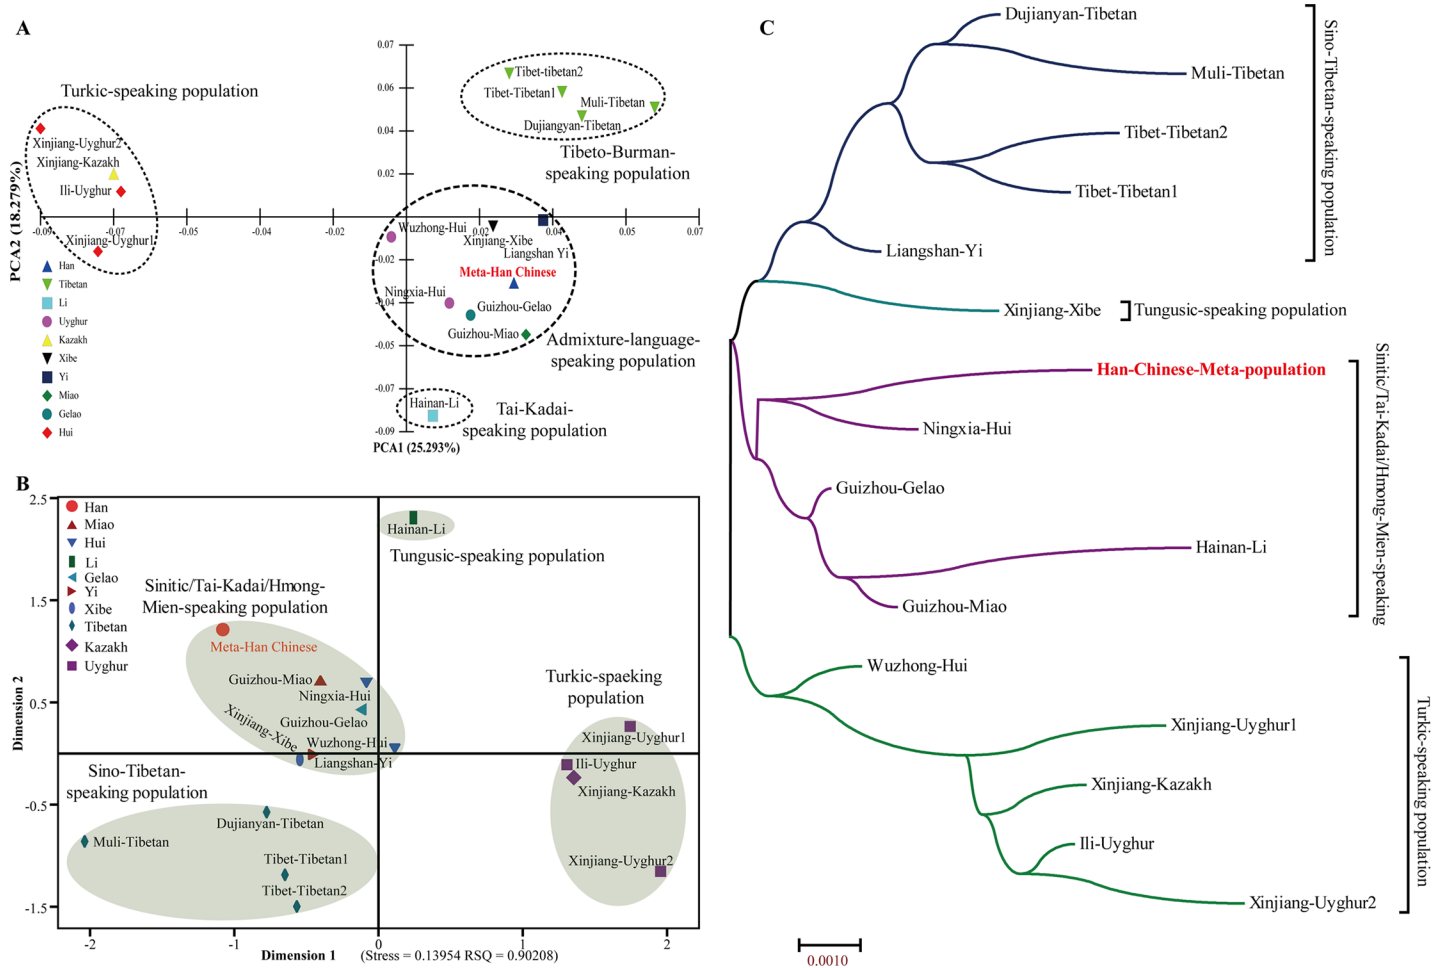 A
Turkic-speaking population
Xinjiang-Uyghur2
Xinjiang-Kazakh
Ili-Uyghur
Xinjiang-Uyghur1
PCA2 (18.279%)
0.07
0.06
0.04
0.02
-0.07
-0.05
-0.04
-0.02
0.02
0.04
0.05
0.07
-0.02
-0.04
-0.05
-0.07
-0.09
PCA1 (25.293%)
Tibet-tibetan2
Tibet-Tibetan1
Muli-Tibetan
Dujiangyan-Tibetan
Tibeto-Burman-
speaking population
Wuzhong-Hui
Xinjiang-Xibe
Liangshan Yi
Meta-Han Chinese
Ningxia-Hui
Guizhou-Gelao
Guizhou-Miao
Admixture-language-
speaking population
Hainan-Li
Tai-Kadai-
speaking population
Han
Tibetan
Li
Uyghur
Kazakh
Xibe
Yi
Miao
Gelao
Hui
B
2.5
1.5
0.5
-0.5
-1.5
Dimension 2
Han
Miao
Hui
Li
Gelao
Yi
Xibe
Tibetan
Kazakh
Uyghur
Hainan-Li
Tungusic-speaking population
Sinitic/Tai-Kadai/Hmong-
Mien-speaking population
Meta-Han Chinese
Guizhou-Miao
Ningxia-Hui
Guizhou-Gelao
Xinjiang-Xibe
Wuzhong-Hui
Liangshan-Yi
Turkic-spaeking
population
Xinjiang-Uyghur1
Ili-Uyghur
Xinjiang-Kazakh
Xinjiang-Uyghur2
Sino-Tibetan-
speaking population
Dujianyan-Tibetan
Muli-Tibetan
Tibet-Tibetan1
Tibet-Tibetan2
-2
-1
0
1
2
Dimension 1
(Stress = 0.13954 RSQ = 0.90208)
C
Dujianyan-Tibetan
Muli-Tibetan
Tibet-Tibetan2
Tibet-Tibetan1
Liangshan-Yi
Sino-Tibetan-speaking population
Xinjiang-Xibe
Tungusic-speaking population
Han-Chinese-Meta-population
Ningxia-Hui
Guizhou-Gelao
Hainan-Li
Guizhou-Miao
Sinitic/Tai-Kadai/Hmong-Mien-speaking
Wuzhong-Hui
Xinjiang-Uyghur1
Xinjiang-Kazakh
Ili-Uyghur
Xinjiang-Uyghur2
Turkic-speaking population
0.0010